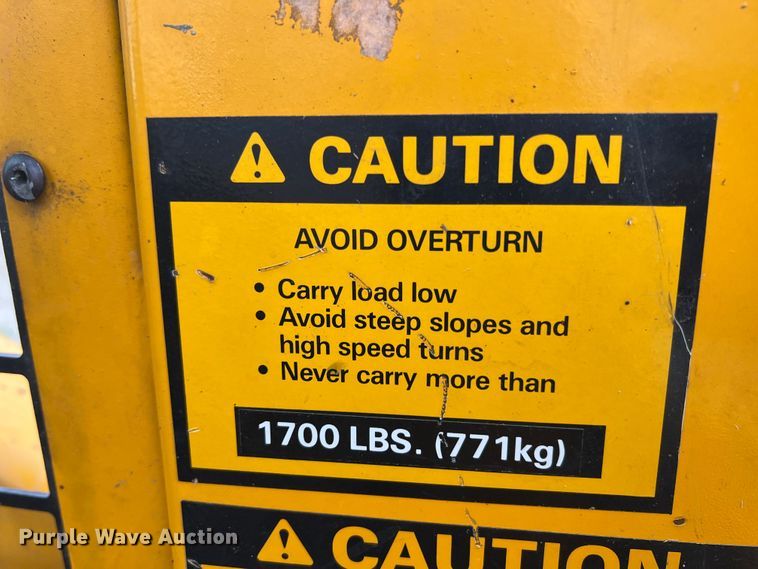 CAUTION
AVOID OVERTURN
• Carry load low
• Avoid steep slopes and
high speed turns
• Never carry more than
1700 LBS. (771kg)
CAUTION
Purple Wave Auction®